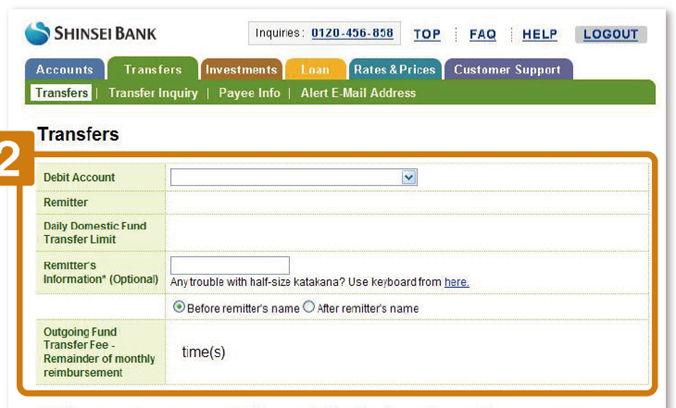 SHINSEI BANK
Inquiries: 0120-456-858 TOP FAQ HELP LOGOUT
Accounts Transfers Investments Loan Rates & Prices Customer Support
Transfers | Transfer Inquiry | Payee Info | Alert E-Mail Address
Transfers
2
Debit Account
Remitter
Daily Domestic Fund
Transfer Limit
Remitter's
Information* (Optional)
Any trouble with half-size katakana? Use keyboard from here.
Before remitter's name After remitter's name
Outgoing Fund
Transfer Fee -
Remainder of monthly
reimbursement
time(s)